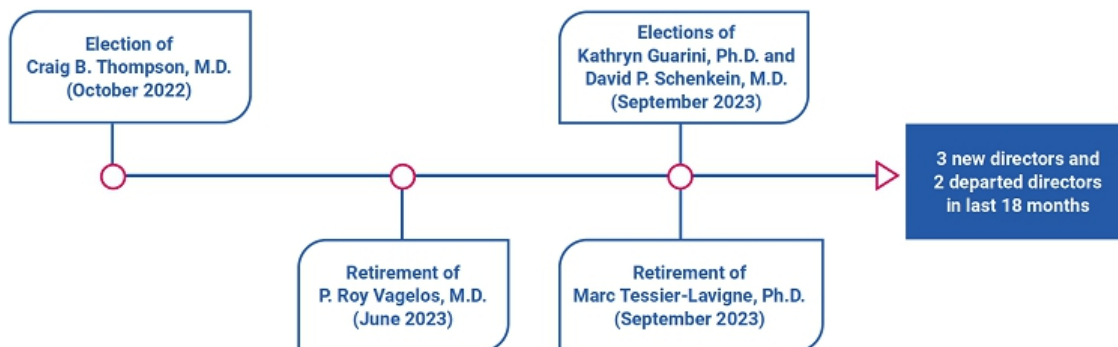 Election of
Craig B. Thompson, M.D.
(October 2022)
Elections of
Kathryn Guarini, Ph.D. and
David P. Schenkein, M.D.
(September 2023)
3 new directors and
2 departed directors
in last 18 months
Retirement of
P. Roy Vagelos, M.D.
(June 2023)
Retirement of
Marc Tessier-Lavigne, Ph.D.
(September 2023)